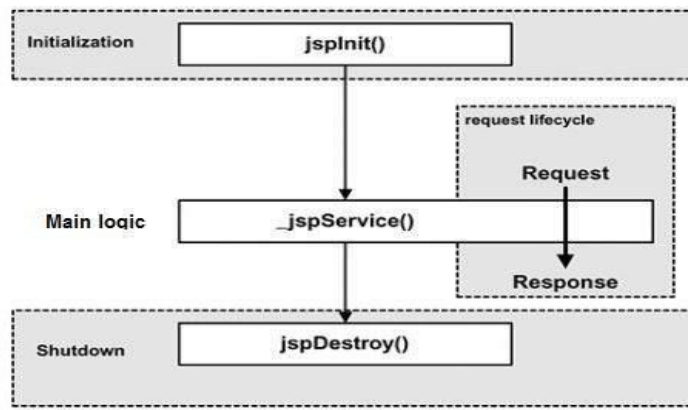 Initialization
jspInit()
request lifecycle
Request
Main logic
_jspService()
Response
Shutdown
jspDestroy()